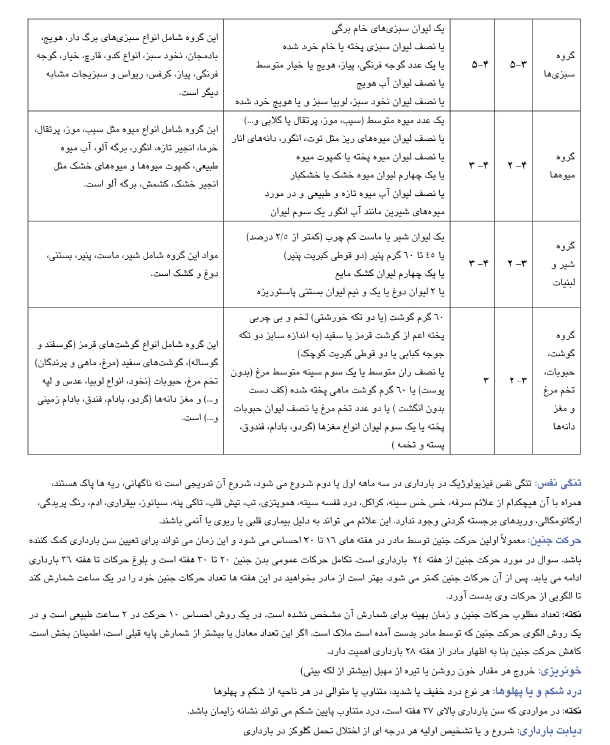 گروه سبزی‌ها
۳–۵
۴–۵
یک لیوان سبزی‌های خام برگی
یا نصف لیوان سبزی پخته یا خام خرد شده
یا یک عدد گوجه فرنگی، پیاز، هویج یا خیار متوسط
یا نصف لیوان آب هویج
یا نصف لیوان نخود سبز، لوبیا سبز و یا هویج خرد شده
این گروه شامل انواع سبزی‌های برگ دار، هویج،
بادمجان، نخود سبز، انواع کدو، قارچ، خیار، گوجه
فرنگی، پیاز، کرفس، ریواس و سبزیجات مشابه
دیگر است.
گروه
میوه‌ها
۲ –۴
۳ –۴
یک عدد میوه متوسط (سیب، موز، پرتقال یا گلابی و...)
یا نصف لیوان میوه‌های ریز مثل توت، انگور، دانه‌های انار
یا نصف لیوان میوه پخته یا کمپوت میوه
یا یک چهارم لیوان میوه خشک یا خشکبار
یا نصف لیوان آب میوه تازه و طبیعی و در مورد
میوه‌های شیرین مانند آب انگور یک سوم لیوان
این گروه شامل انواع میوه مثل سیب، موز، پرتقال،
خرما، انجیر تازه، انگور، برگه آلو، آب میوه
طبیعی، کمپوت میوه‌ها و میوه‌های خشک مثل
انجیر خشک، کشمش، برگه آلو است.
گروه
شیر و
لبنیات
۲ –۳
۳ –۴
یک لیوان شیر یا ماست کم چرب (کمتر از ۲/۵ درصد)
یا ۴۵ تا ۶۰ گرم پنیر (دو قوطی کبریت پنیر)
یا یک چهارم لیوان کشک مایع
یا ۲ لیوان دوغ یا یک و نیم لیوان بستنی پاستوریزه
مواد این گروه شامل شیر، ماست، پنیر، بستنی،
دوغ و کشک است.
گروه
گوشت،
حبوبات،
تخم مرغ
و مغز
دانه‌ها
۲ –۳
۳
۶۰ گرم گوشت (یا دو تکه خورشتی) لخم و بی چربی
پخته اعم از گوشت قرمز یا سفید (به اندازه سایز دو تکه
جوجه کبابی یا دو قوطی کبریت کوچک)
یا نصف ران متوسط یا یک سوم سینه متوسط مرغ (بدون
پوست) یا ۶۰ گرم گوشت ماهی پخته شده (کف دست
بدون انگشت ) یا دو عدد تخم مرغ یا نصف لیوان حبوبات
پخته یا یک سوم لیوان انواع مغزها (گردو، بادام، فندوق،
پسته و تخمه )
این گروه شامل انواع گوشت‌های قرمز (گوسفند و
گوساله)، گوشت‌های سفید (مرغ، ماهی و پرندگان)
تخم مرغ، حبوبات (نخود، انواع لوبیا، عدس و لپه
و...) و مغز دانه‌ها (گردو، بادام، فندق، بادام زمینی
و...) است.
تنگی نفس: تنگی نفس فیزیولوژیک در بارداری در سه ماهه اول یا دوم شروع می شود، شروع آن تدریجی است نه ناگهانی، ریه ها پاک هستند،
همراه با آن هیچکدام از علائم سرفه، خس خس سینه، کراکل، درد قفسه سینه، هموپتزی، تب، تپش قلب، تاکی پنه، سیانوز، بیقراری، ادم، رنگ پریدگی،
ارگانومگالی، وریدهای برجسته گردنی وجود ندارد. این علائم می تواند به دلیل بیماری قلبی یا ریوی یا آنمی باشند.
حرکت جنین: معمولاً اولین حرکت جنین توسط مادر در هفته های ۱۶ تا ۲۰ احساس می شود و این زمان می تواند برای تعیین سن بارداری کمک کننده
باشد. سوال در مورد حرکت جنین از هفته ۲۴ بارداری است. تکامل حرکات عمومی بدن جنین ۲۰ تا ۳۰ هفته است و بلوغ حرکات تا هفته ۳۶ بارداری
ادامه می یابد. پس از آن حرکات جنین کمتر می شود. بهتر است از مادر بخواهید در این هفته ها تعداد حرکات جنین خود را در یک ساعت شمارش کند
تا الگویی از حرکات وی بدست آورد.
نکته: تعداد مطلوب حرکات جنین و زمان بهینه برای شمارش آن مشخص نشده است. در یک روش احساس ۱۰ حرکت در ۲ ساعت طبیعی است و در
یک روش الگوی حرکت جنین که توسط مادر بدست آمده است ملاک است. اگر این تعداد معادل یا بیشتر از شمارش پایه قبلی است، اطمینان بخش است.
کاهش حرکت جنین بنا به اظهار مادر از هفته ۲۸ بارداری اهمیت دارد.
خونریزی: خروج هر مقدار خون روشن یا تیره از مهبل (بیشتر از لکه بینی)
درد شکم و یا پهلوها: هر نوع درد خفیف یا شدید، متناوب یا متوالی در هر ناحیه از شکم و پهلوها
نکته: در مواردی که سن بارداری بالای ۳۷ هفته است، درد متناوب پایین شکم می تواند نشانه زایمان باشد.
دیابت بارداری: شروع و یا تشخیص اولیه هر درجه ای از اختلال تحمل گلوکز در بارداری